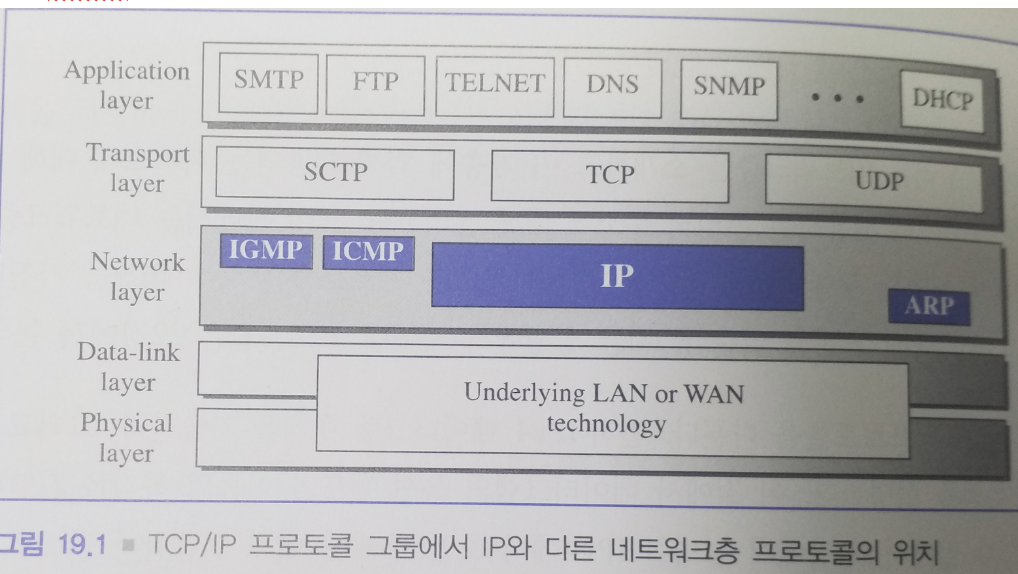 Application
layer
SMTP FTP TELNET DNS SNMP • • • DHCP
Transport
layer
SCTP TCP UDP
Network
layer
IGMP ICMP IP ARP
Data-link
layer
Physical
layer
Underlying LAN or WAN
technology
그림 19.1 ■ TCP/IP 프로토콜 그룹에서 IP와 다른 네트워크층 프로토콜의 위치